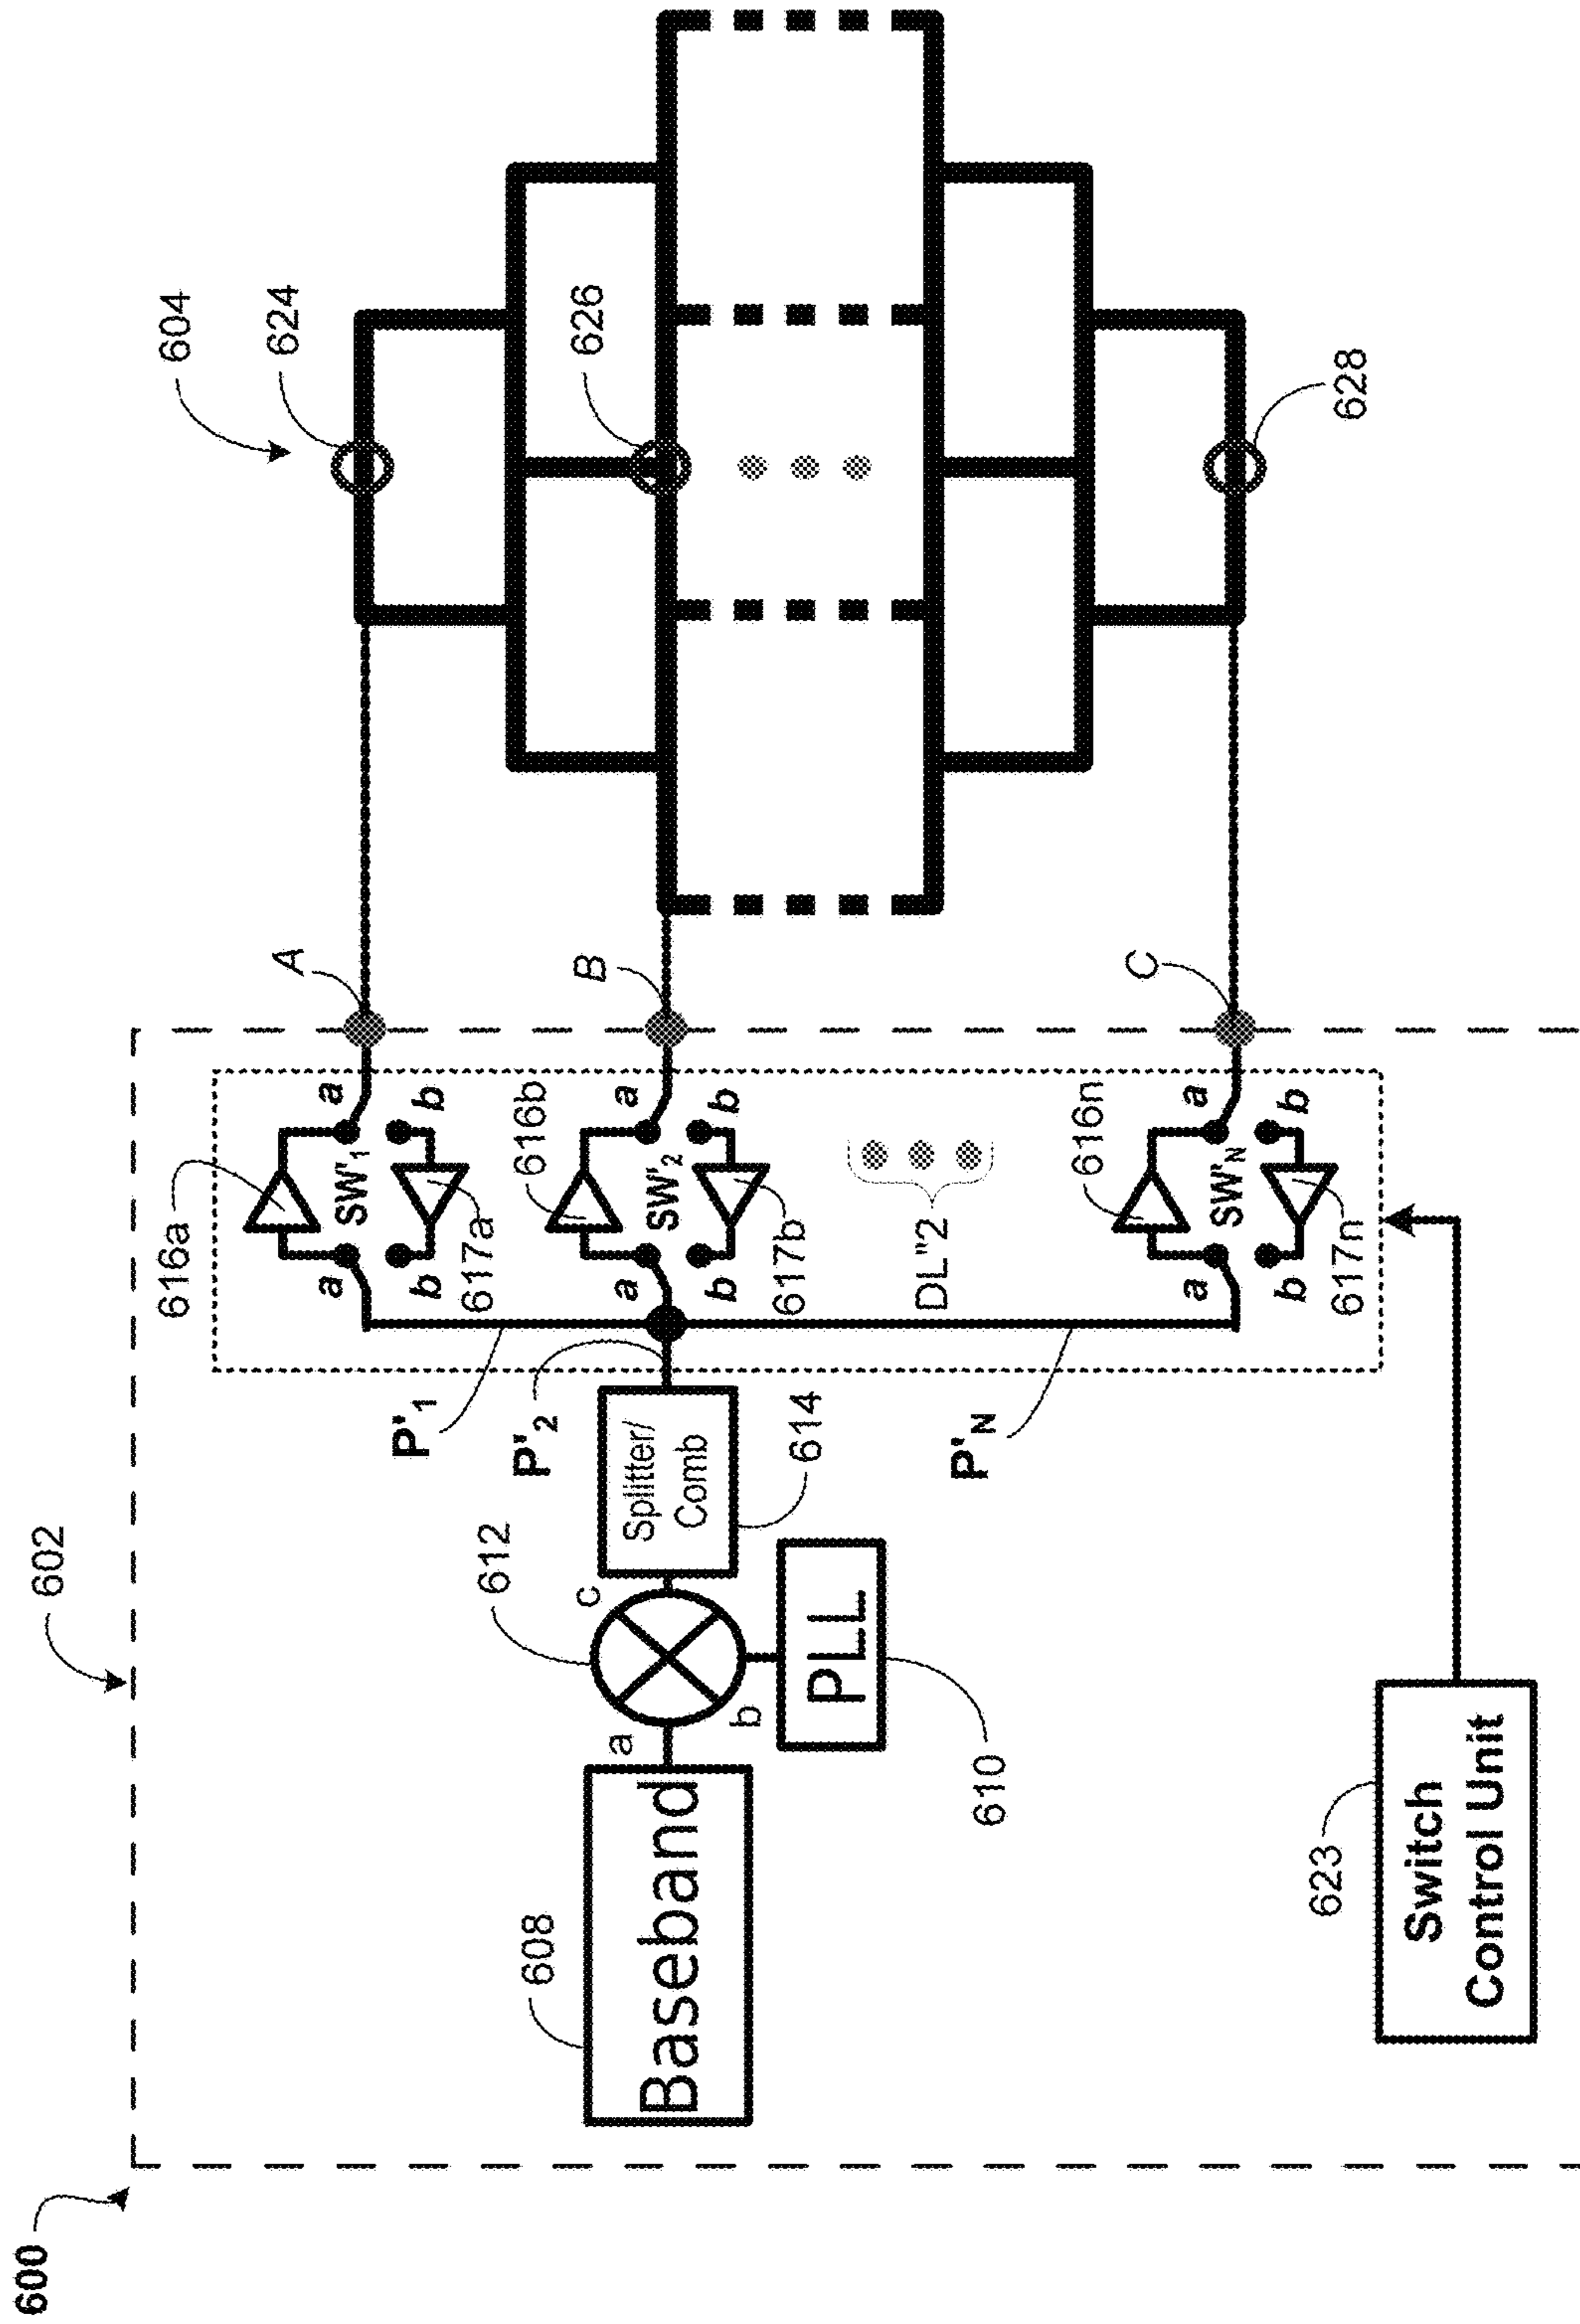 600
602
604
624
626
628
A
B
C
608
Baseband
a
b
c
612
PLL
610
Splitter/
Comb
614
P'1
P'2
P'N
616a
a
a
SW'1
b
b
617a
616b
a
a
SW'2
b
b
617b
DL"2
616n
a
a
SW'N
b
b
617n
623
Switch
Control Unit